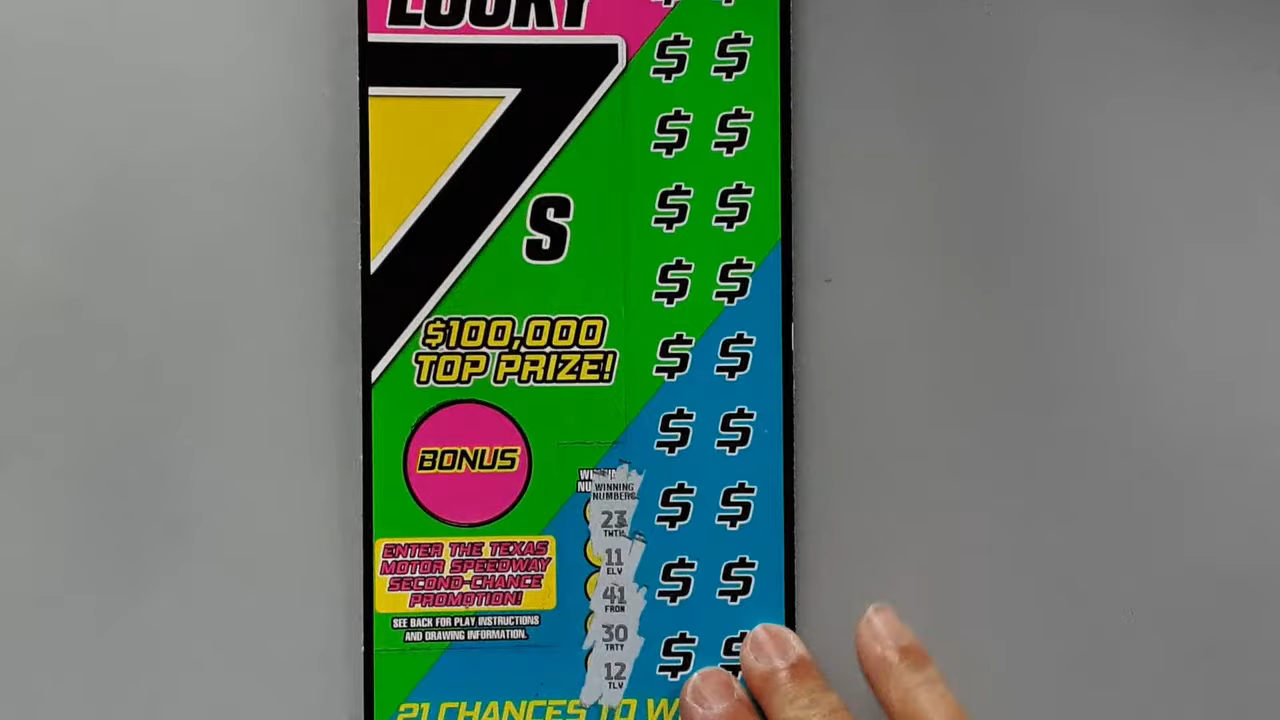 LUCKY
7
S
$100,000
TOP PRIZE!
BONUS
ENTER THE TEXAS
MOTOR SPEEDWAY
SECOND-CHANCE
PROMOTION!
SEE BACK FOR PLAY INSTRUCTIONS
AND DRAWING INFORMATION.
WINNING
NUMBERS
23
TWTH
11
ELV
41
FRON
30
TRTY
12
TLV
$ $
$ $
$ $
$ $
$ $
$ $
$ $
$ $
$ $
21 CHANCES TO W